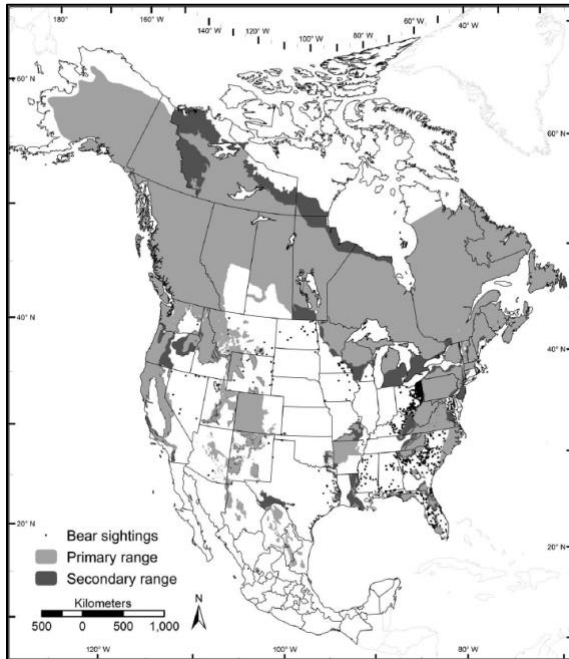 180° 160° W 140° W 120° W 100° W 80° W 60° W 40° W
60° N
60° N
40° N
40° N
20° N
20° N
Bear sightings
Primary range
Secondary range
Kilometers
500 0 500 1,000
N
120° W 100° W 80° W